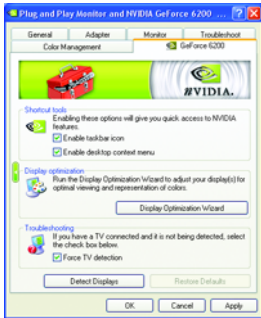 Plug and Play Monitor and NVIDIA GeForce 6200 ...
General
Adapter
Monitor
Troubleshoot
Color Management
GeForce 6200
NVIDIA.
Shortcut tools
Enabling these options will give you quick access to NVIDIA
features.
Enable taskbar icon
Enable desktop context menu
Display optimization
Run the Display Optimization Wizard to adjust your display(s) for
optimal viewing and representation of colors.
Display Optimization Wizard
Troubleshooting
If you have a TV connected and it is not being detected, select
the check box below.
Force TV detection
Detect Displays
Restore Defaults
OK
Cancel
Apply